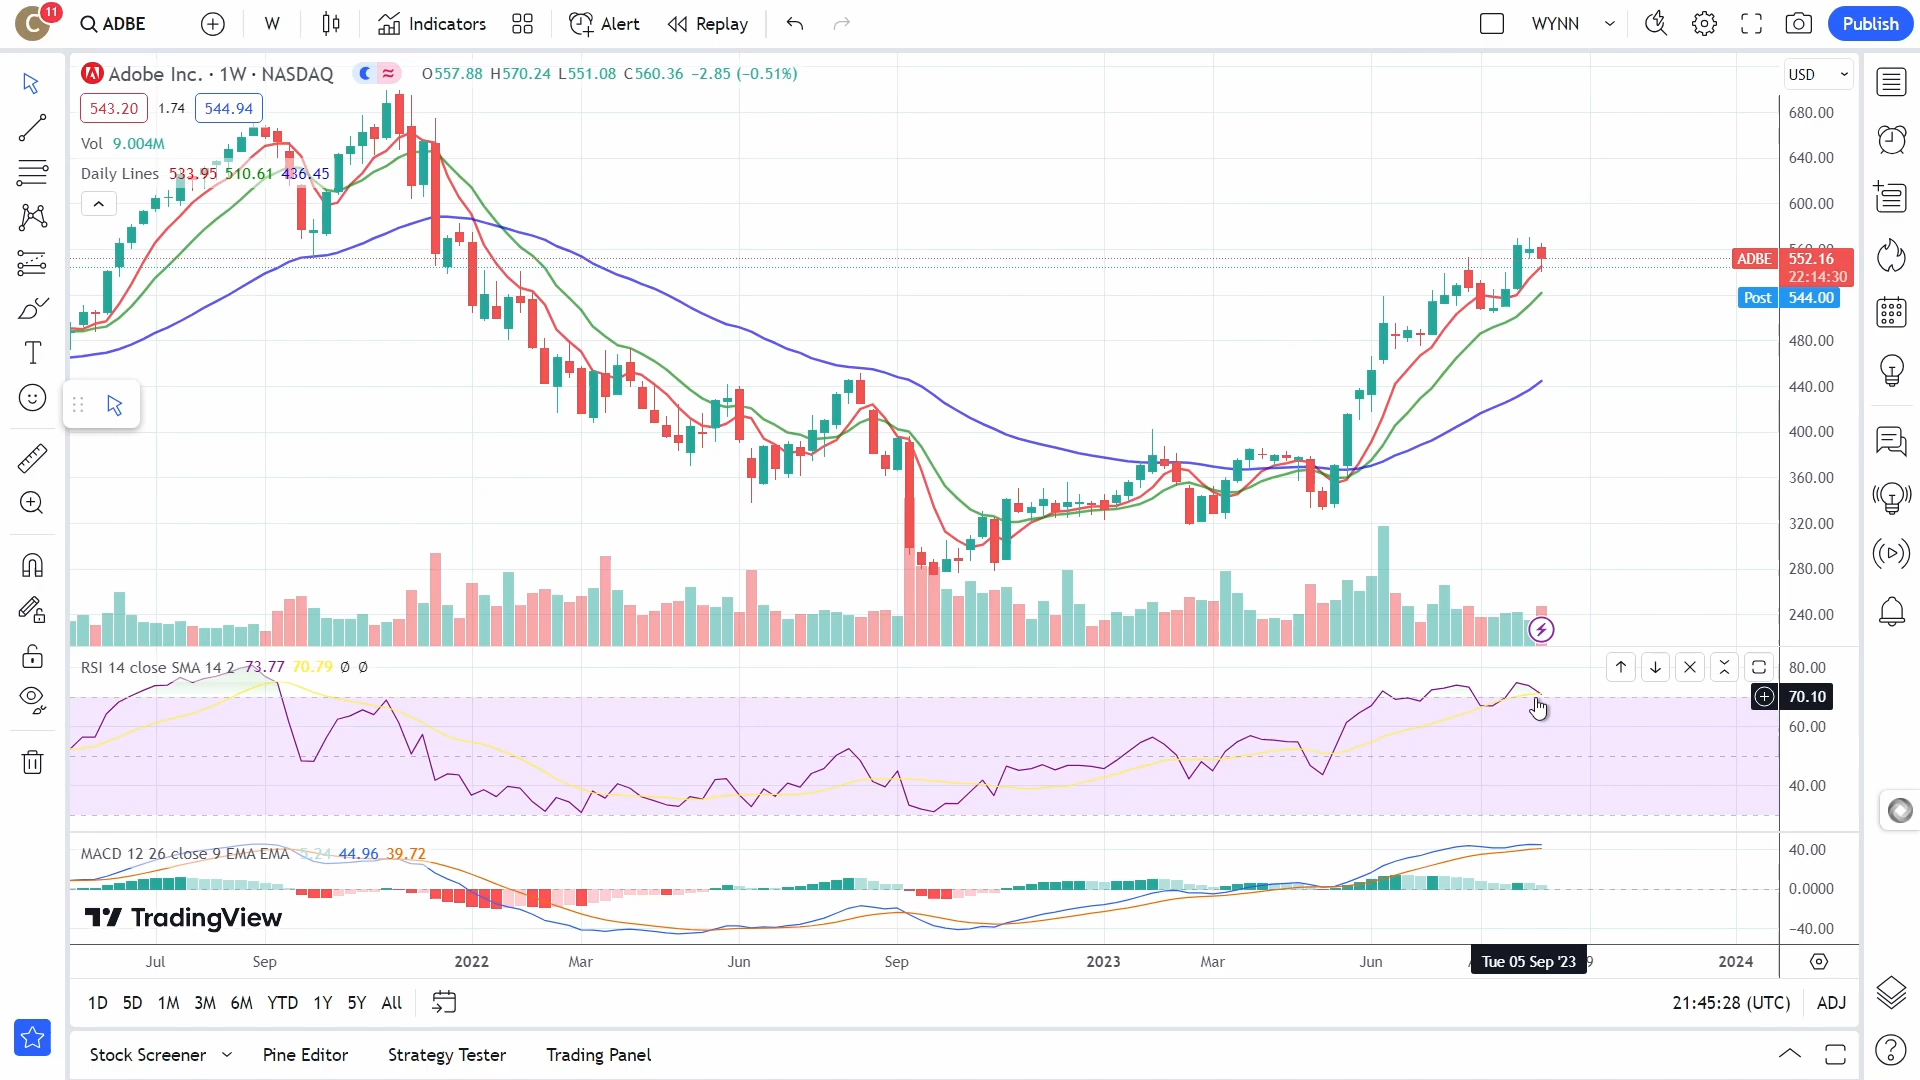 C 11 ADBE W Indicators Alert Replay WYNN Publish
Adobe Inc. · 1W · NASDAQ O557.88 H570.24 L551.08 C560.36 −2.85 (−0.51%) USD
543.20 1.74 544.94
Vol 9.004M
Daily Lines 533.95 510.61 436.45
680.00
640.00
600.00
560.00
ADBE 552.16
22:14:30
Post 544.00
480.00
440.00
400.00
360.00
320.00
280.00
240.00
RSI 14 close SMA 14 2 73.77 70.79 Ø Ø
80.00
70.10
60.00
40.00
MACD 12 26 close 9 EMA EMA 5.24 44.96 39.72
40.00
0.0000
−40.00
TradingView
Jul Sep 2022 Mar Jun Sep 2023 Mar Jun Tue 05 Sep '23 2024
1D 5D 1M 3M 6M YTD 1Y 5Y All 21:45:28 (UTC) ADJ
Stock Screener Pine Editor Strategy Tester Trading Panel